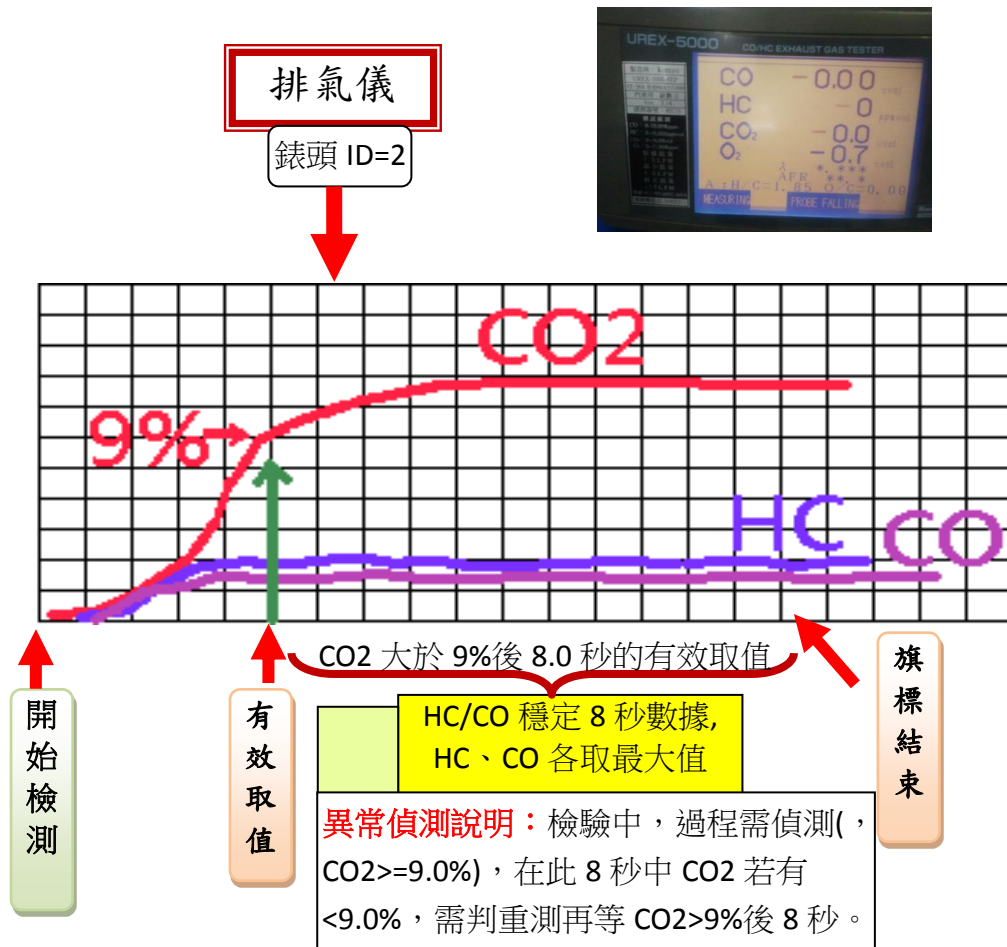 排氣儀
錶頭 ID=2
UREX-5000
CO/HC EXHAUST GAS TESTER
CO -0.00
HC -0
CO₂ -0.0
O₂ -0.7
λ *.***
AFR **.*
A:H/C=1.85 O/C=0.00
MEASURING
PROBE FALLING
CO2
9%
HC
CO
CO2 大於 9%後 8.0 秒的有效取值
開始檢測
有效取值
旗標結束
HC/CO 穩定 8 秒數據,
HC、CO 各取最大值
異常偵測說明：檢驗中，過程需偵測(，
CO2>=9.0%)，在此 8 秒中 CO2 若有
<9.0%，需判重測再等 CO2>9%後 8 秒。